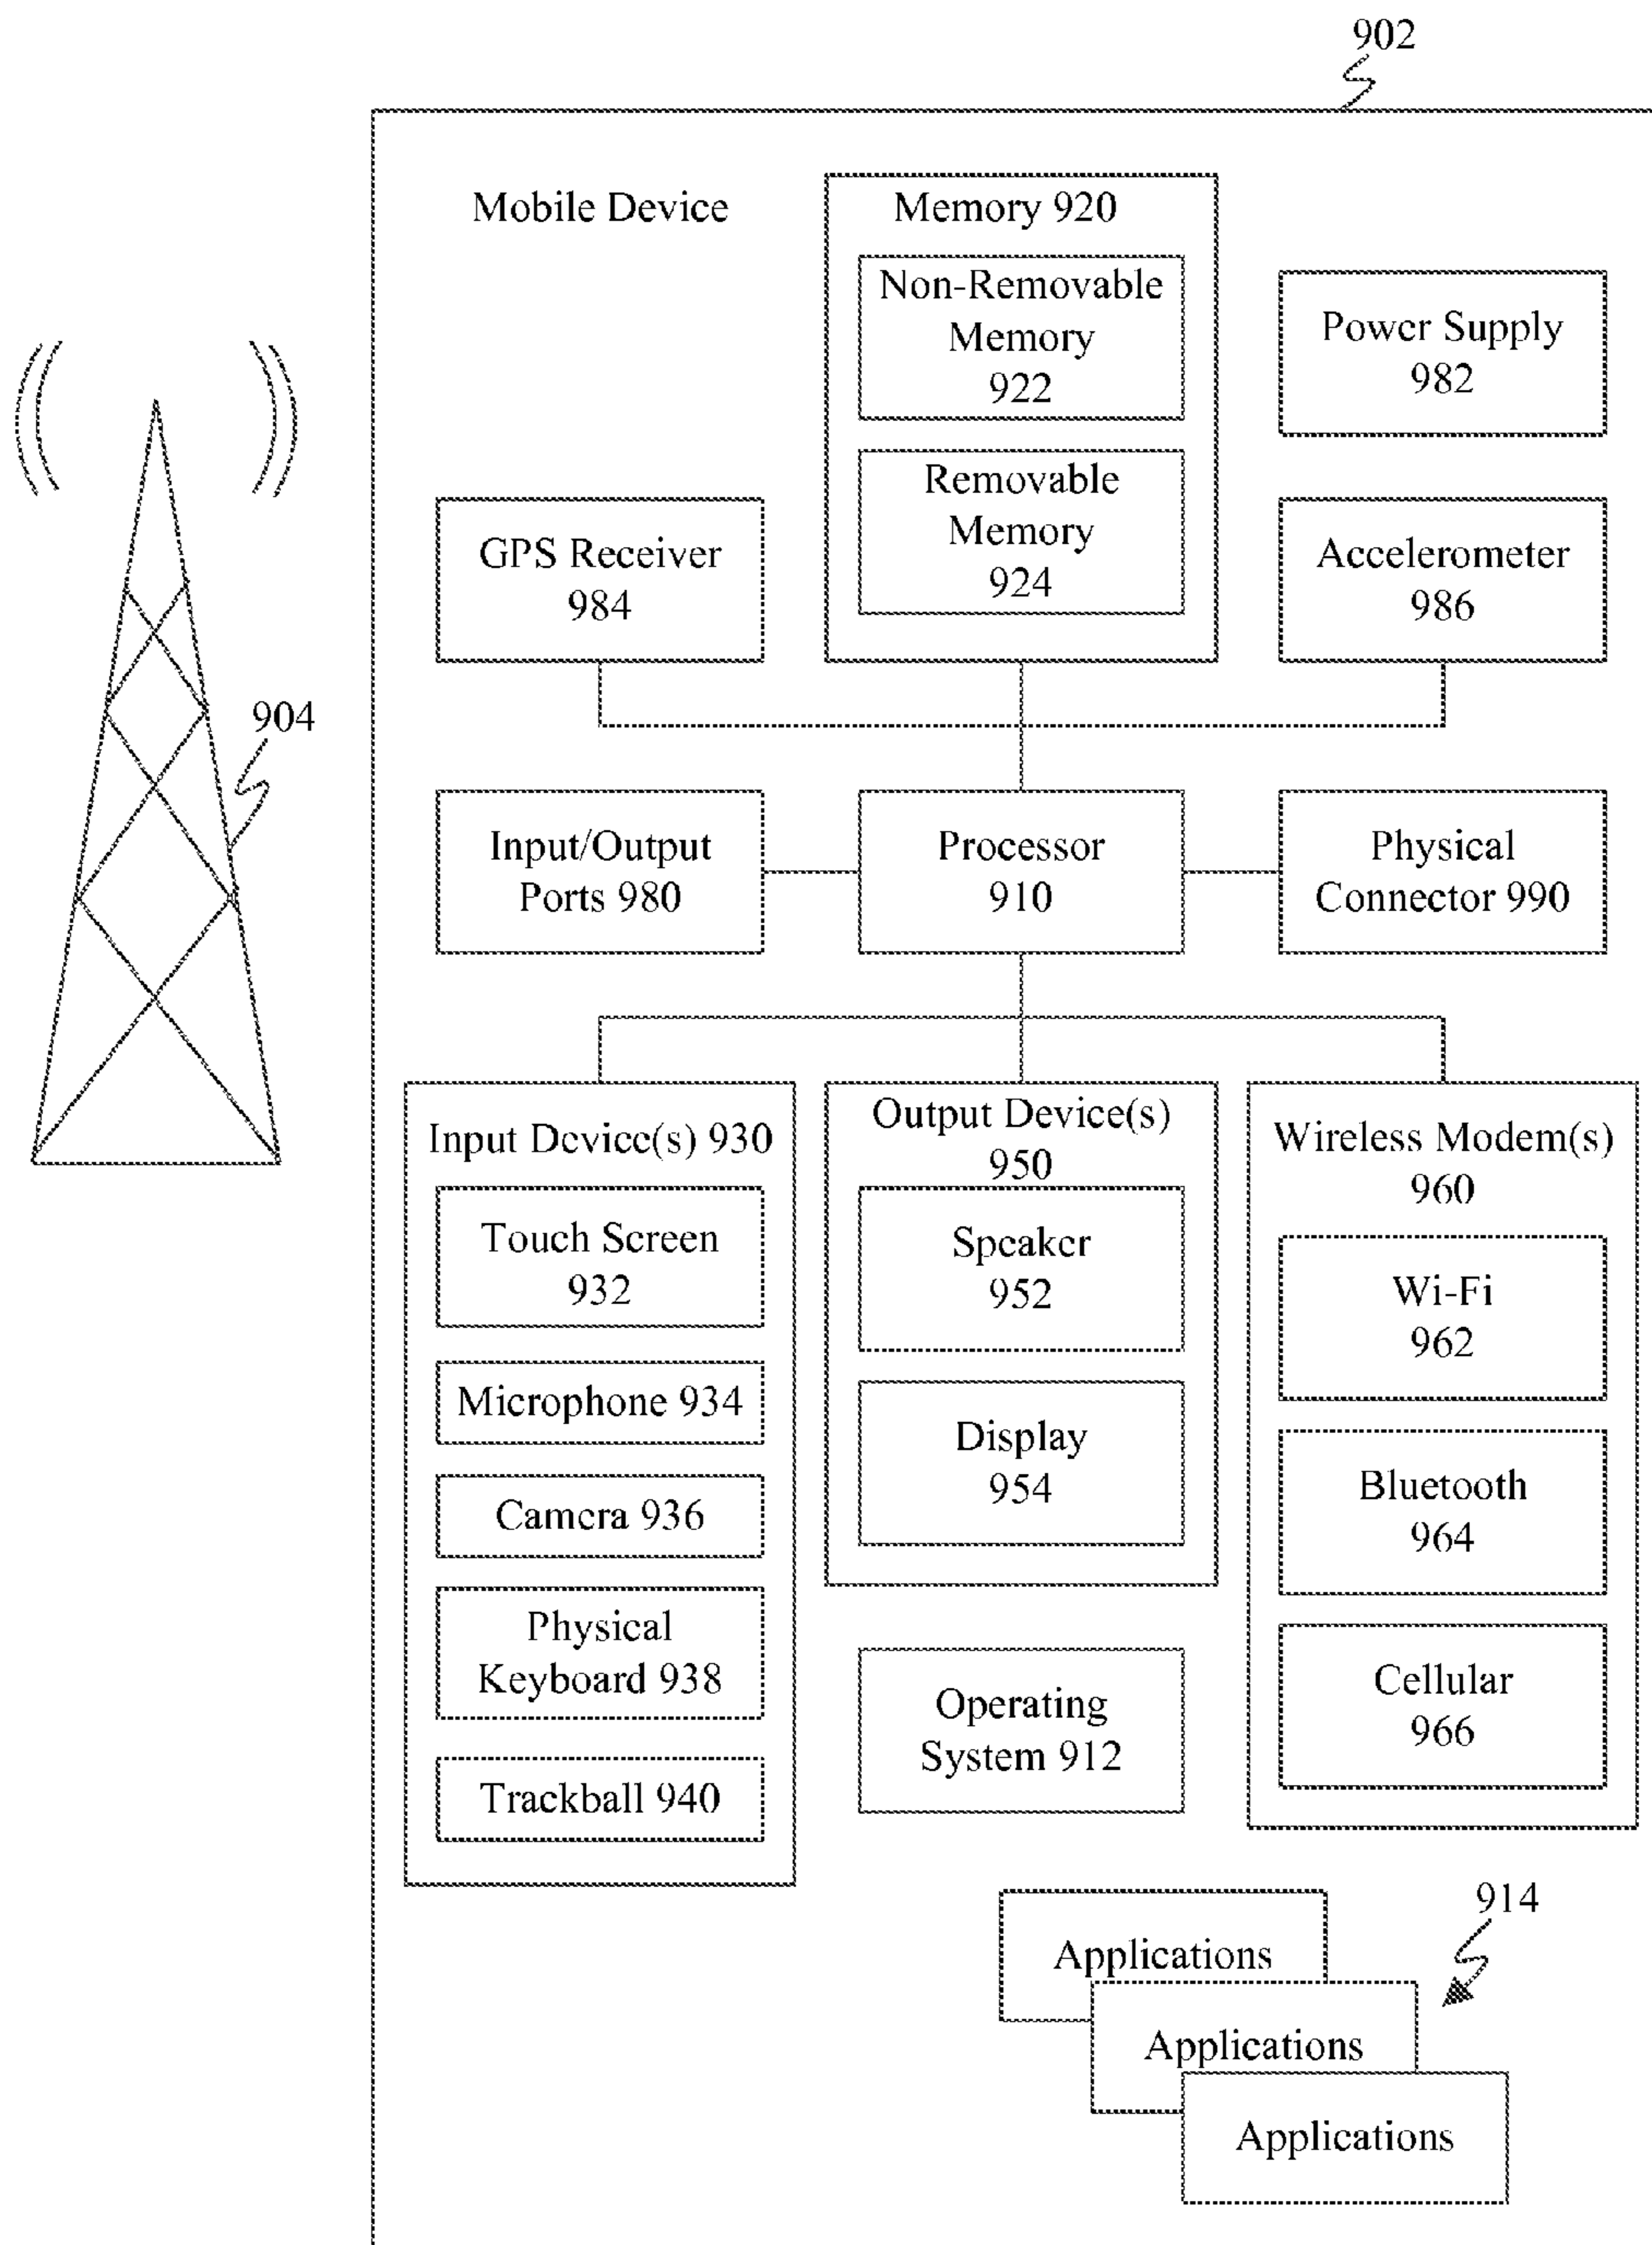 902
Mobile Device
Memory 920
Non-Removable
Memory
922
Removable
Memory
924
Power Supply
982
GPS Receiver
984
Accelerometer
986
904
Input/Output
Ports 980
Processor
910
Physical
Connector 990
Input Device(s) 930
Touch Screen
932
Microphone 934
Camera 936
Physical
Keyboard 938
Trackball 940
Output Device(s)
950
Speaker
952
Display
954
Operating
System 912
Wireless Modem(s)
960
Wi-Fi
962
Bluetooth
964
Cellular
966
914
Applications
Applications
Applications